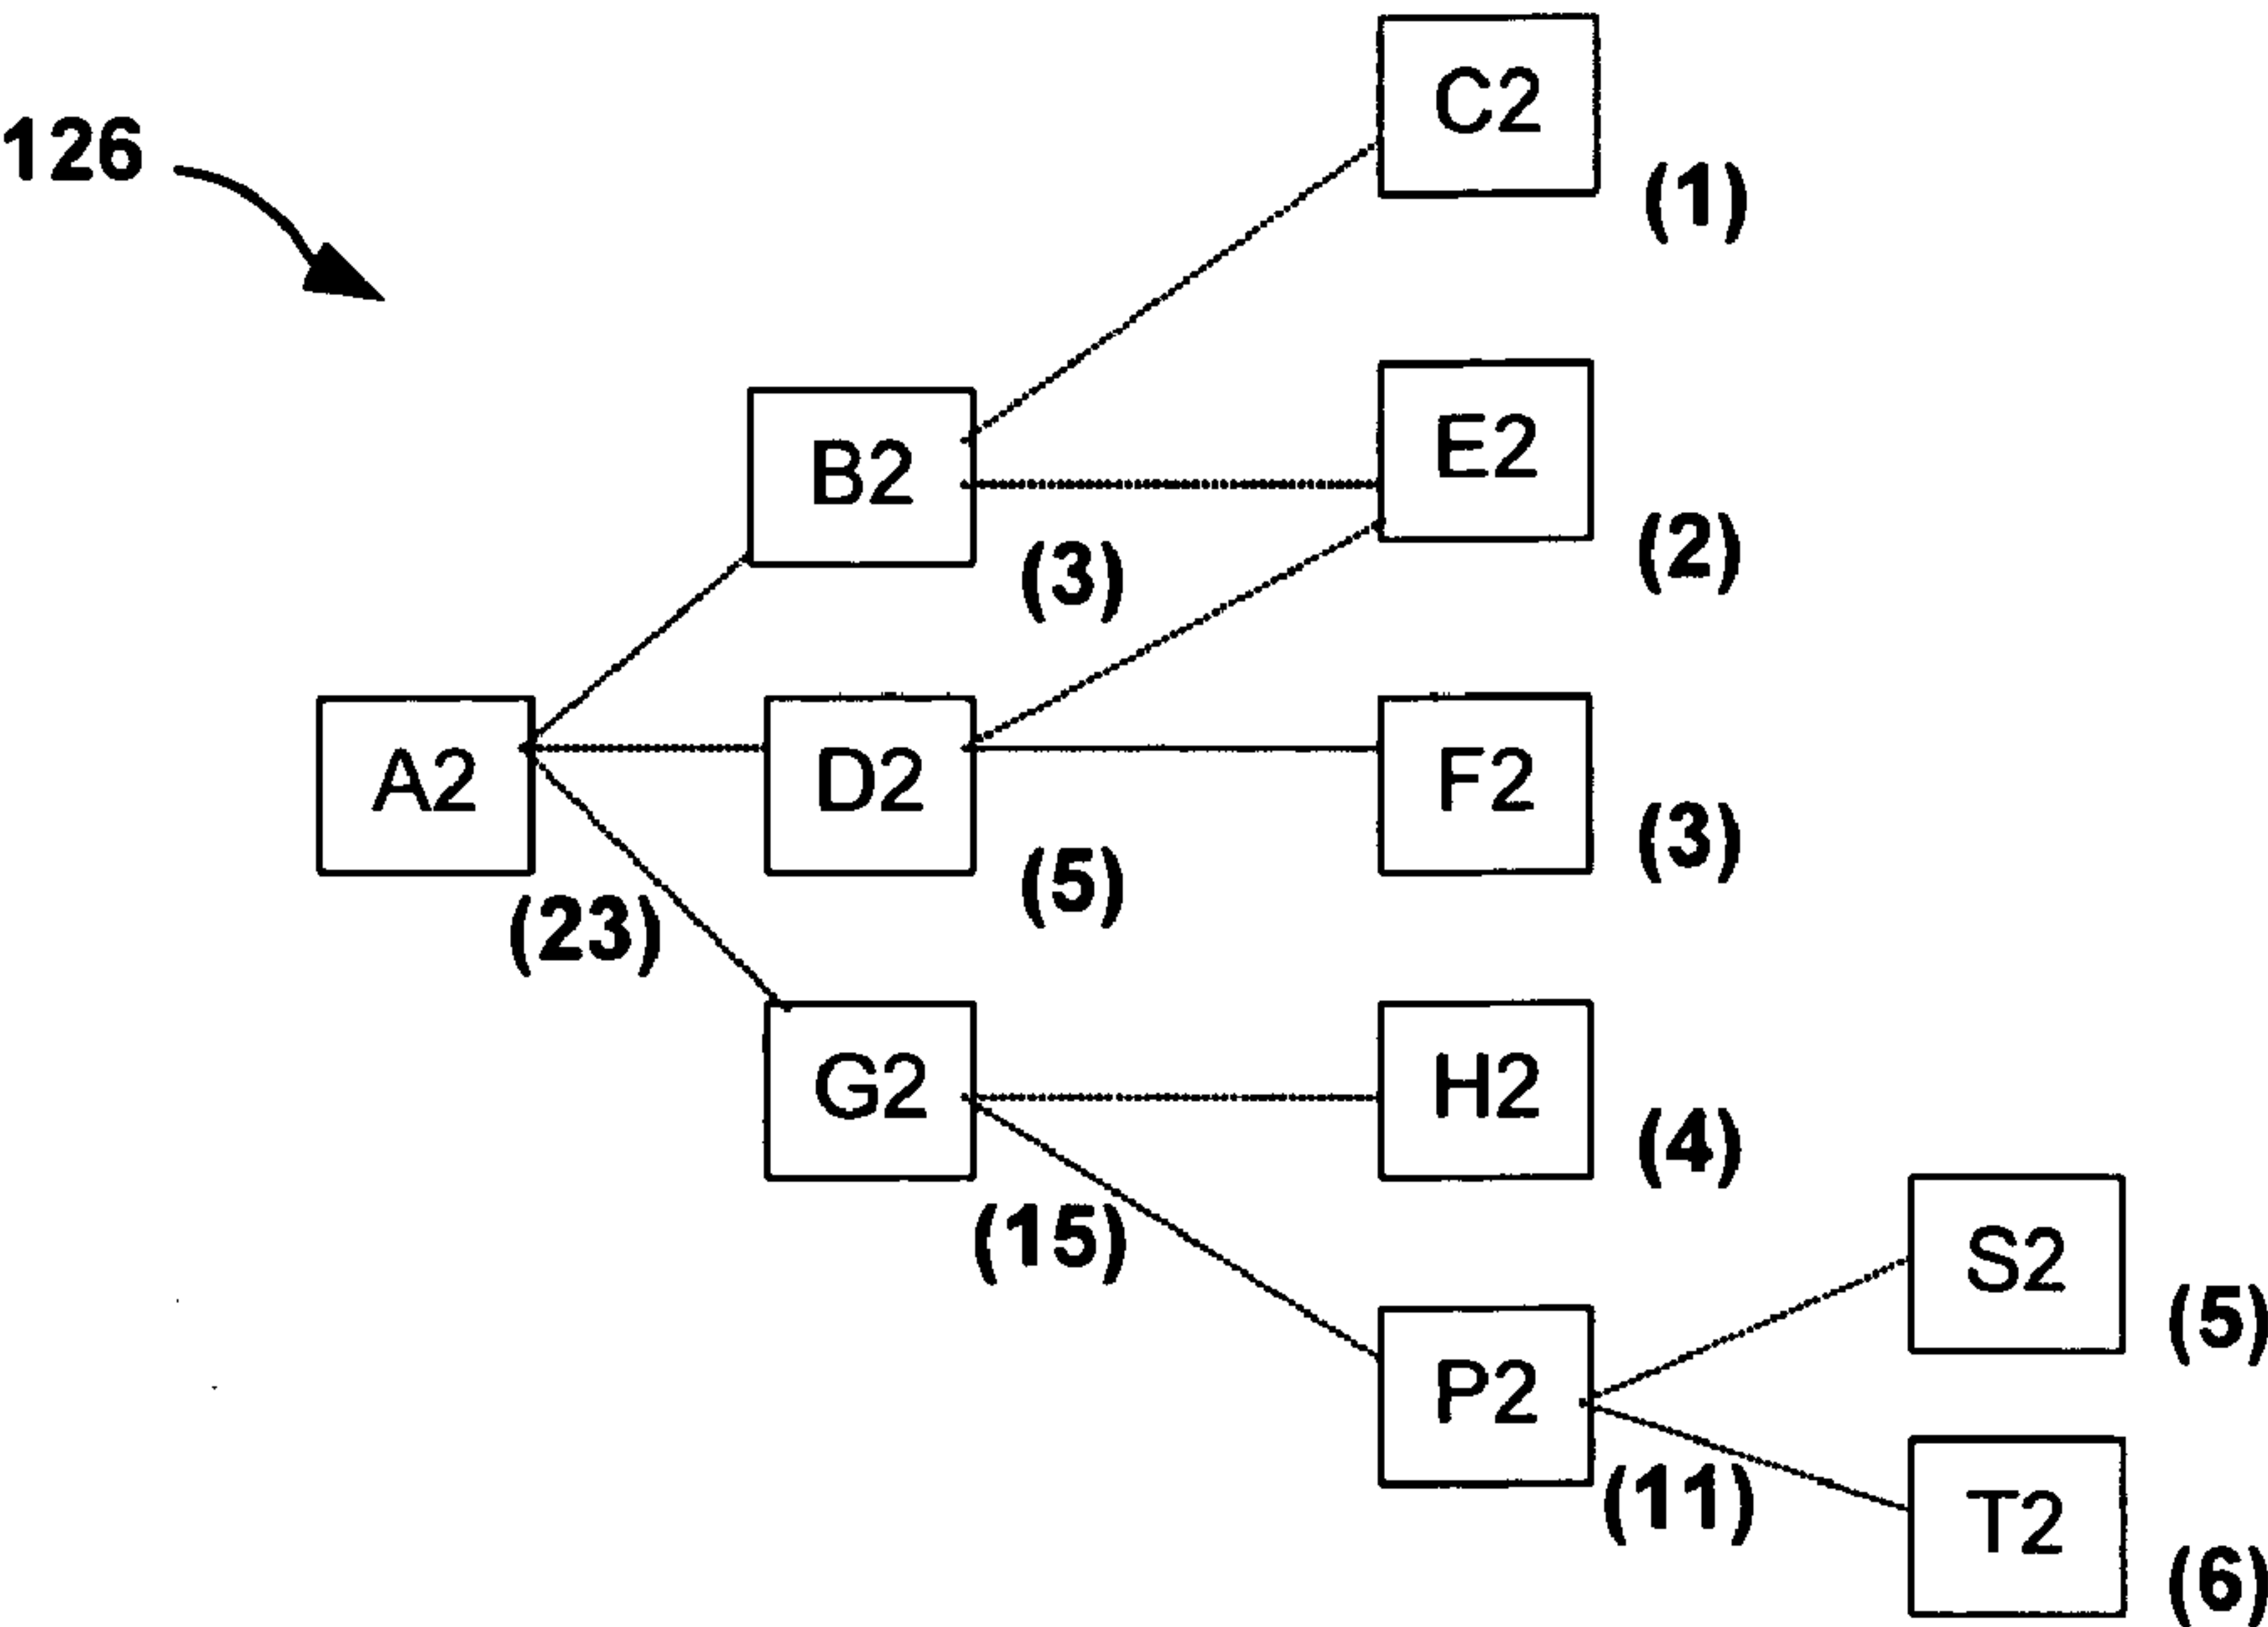 C2
126
(1)
E2
B2
(2)
(3)
A2
D2
F2
(3)
(5)
(23)
G2
H2
(4)
(15)
S2
(5)
P2
(11)
T2
(6)